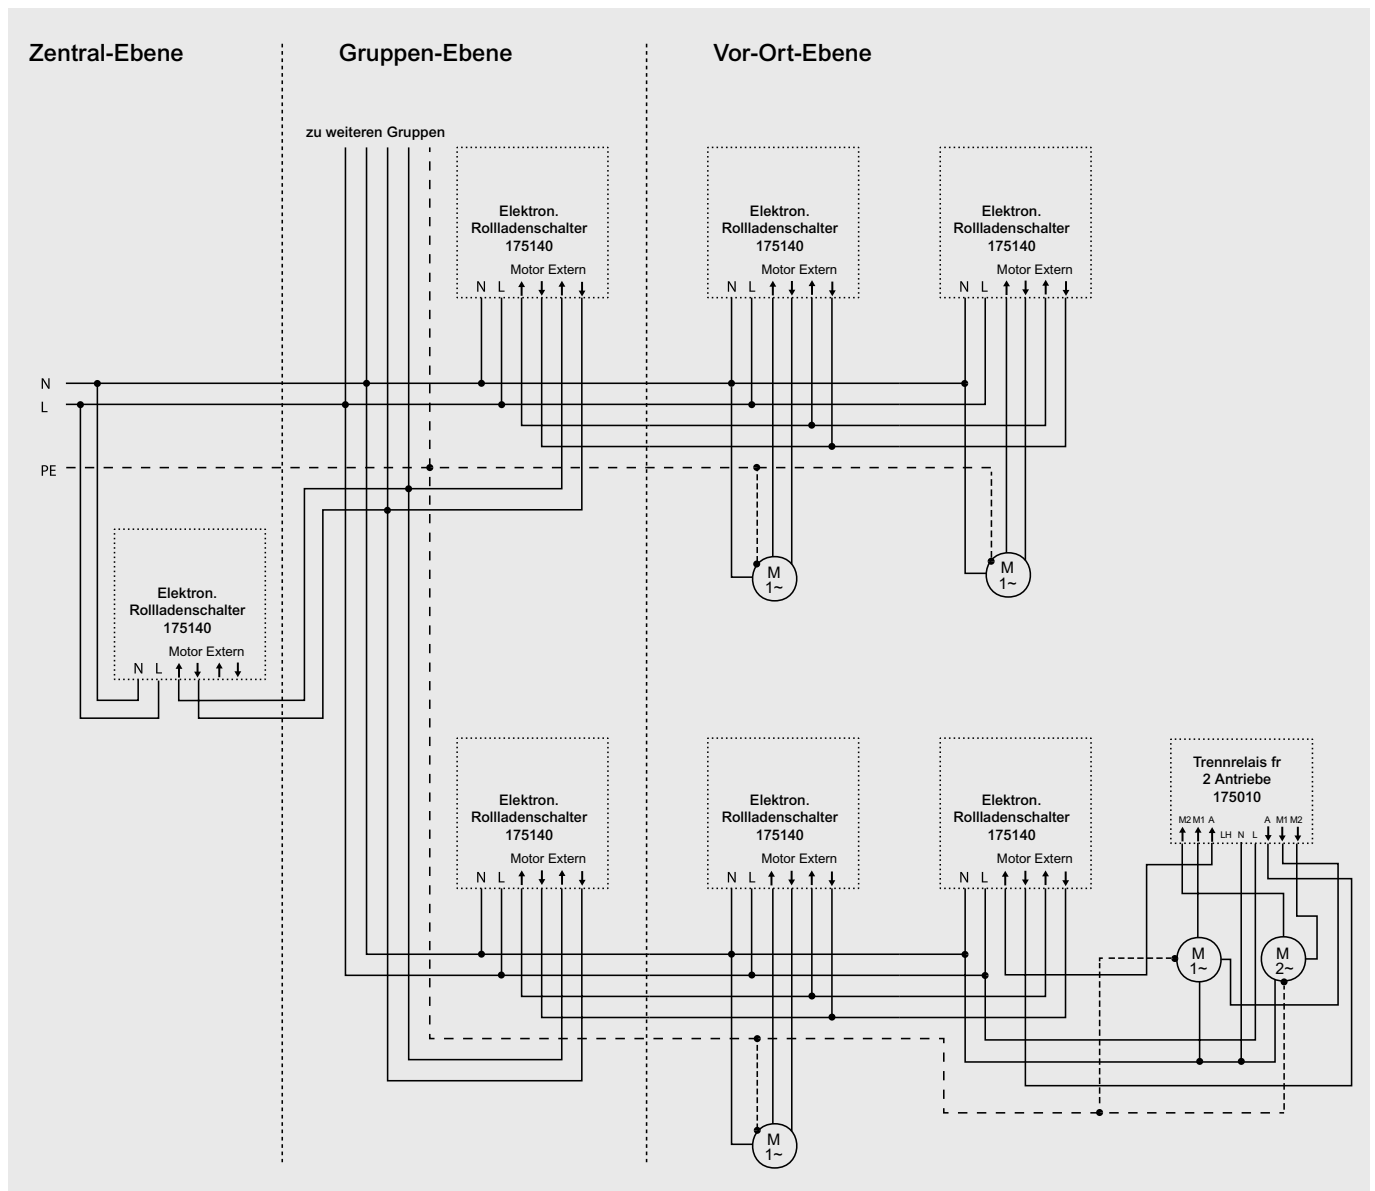 Zentral-Ebene
Gruppen-Ebene
Vor-Ort-Ebene
zu weiteren Gruppen
Elektron.
Rollladenschalter
175140
Motor Extern
N L
Elektron.
Rollladenschalter
175140
Motor Extern
N L
Elektron.
Rollladenschalter
175140
Motor Extern
N L
N
L
PE
M
1~
M
1~
Elektron.
Rollladenschalter
175140
Motor Extern
N L
Elektron.
Rollladenschalter
175140
Motor Extern
N L
Elektron.
Rollladenschalter
175140
Motor Extern
N L
Elektron.
Rollladenschalter
175140
Motor Extern
N L
Trennrelais fr
2 Antriebe
175010
M2 M1 A LH N L A M1 M2
M
1~
M
2~
M
1~